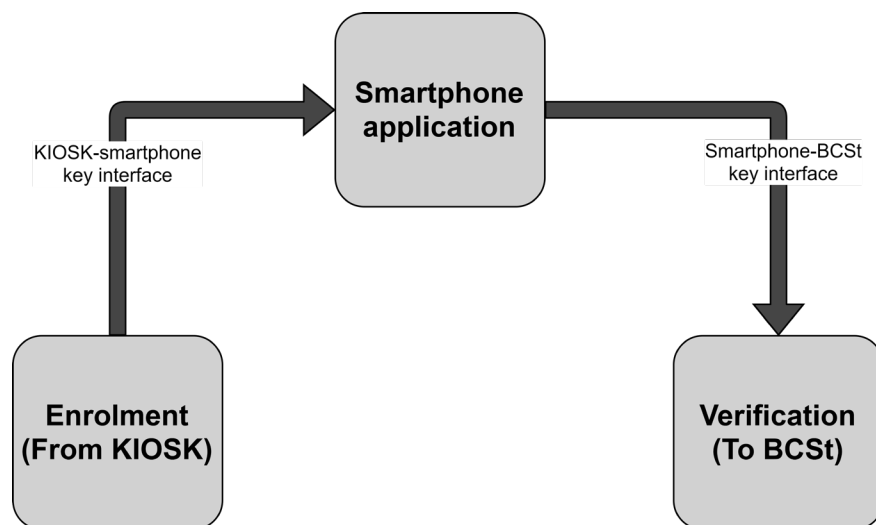 Smartphone
application
KIOSK-smartphone
key interface
Smartphone-BCSt
key interface
Enrolment
(From KIOSK)
Verification
(To BCSt)